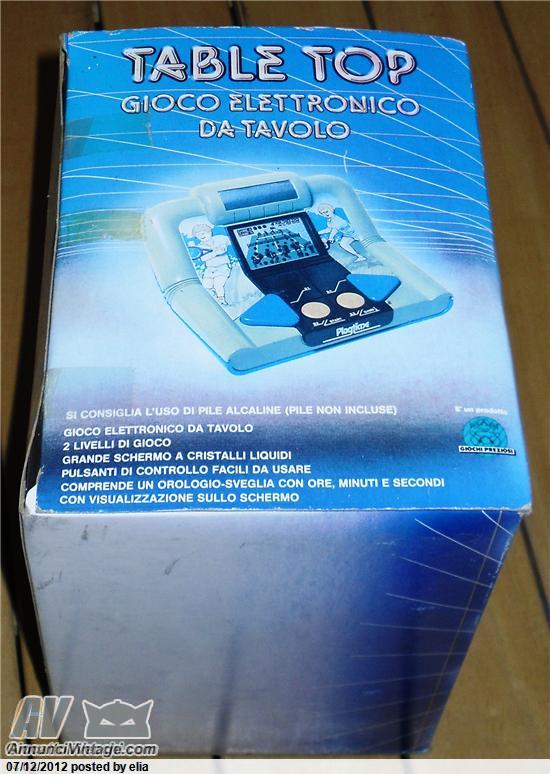 TABLE TOP
GIOCO ELETTRONICO
DA TAVOLO
Playtime
SI CONSIGLIA L'USO DI PILE ALCALINE (PILE NON INCLUSE)
E' un prodotto
GIOCHI PREZIOSI
GIOCO ELETTRONICO DA TAVOLO
2 LIVELLI DI GIOCO
GRANDE SCHERMO A CRISTALLI LIQUIDI
PULSANTI DI CONTROLLO FACILI DA USARE
COMPRENDE UN OROLOGIO-SVEGLIA CON ORE, MINUTI E SECONDI
CON VISUALIZZAZIONE SULLO SCHERMO
AV
AnnunciVintage.com
07/12/2012 posted by elia